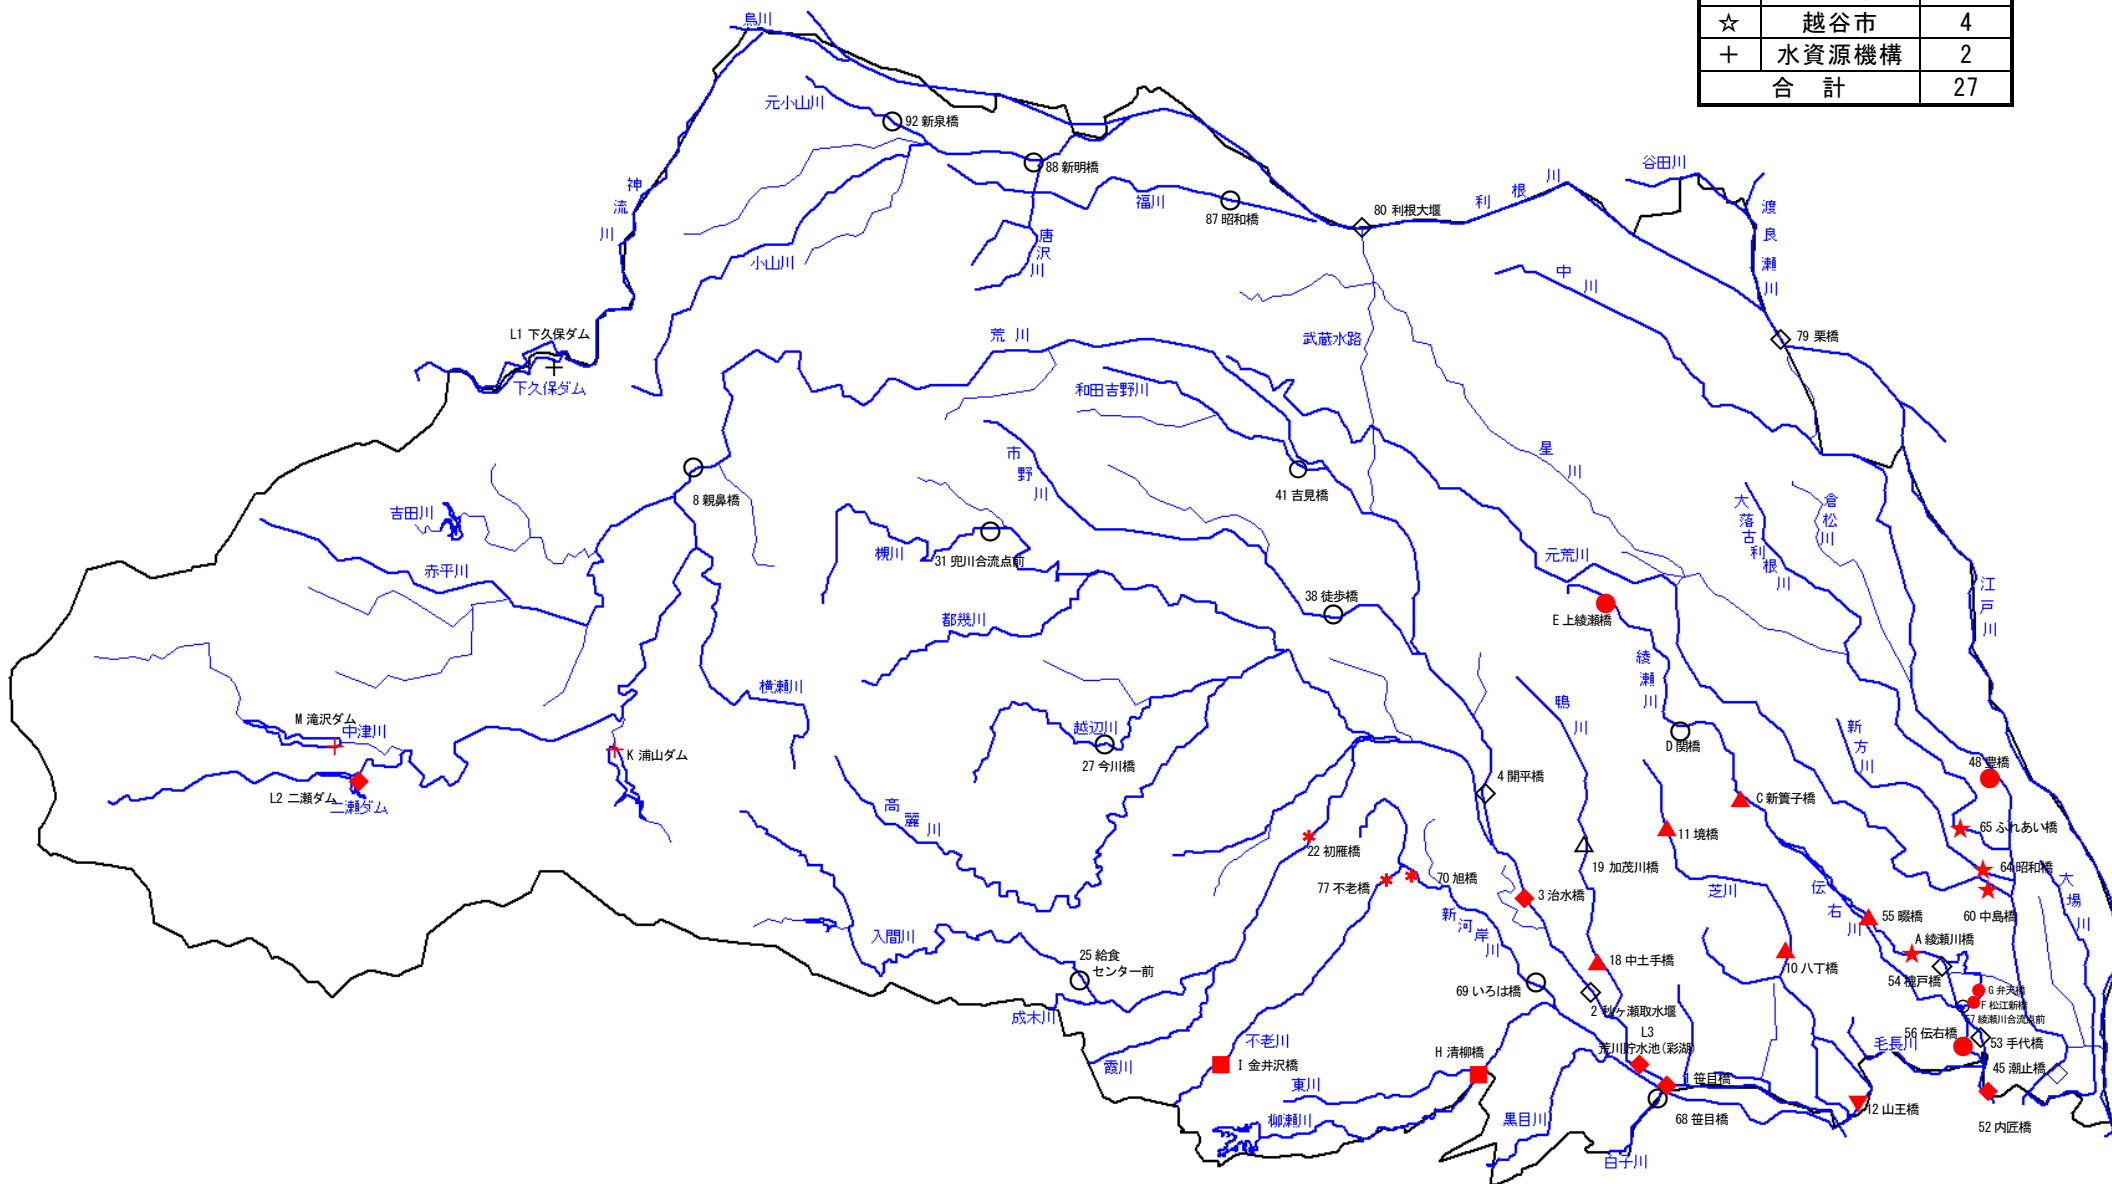 ☆ 越谷市 4
＋ 水資源機構 2
合 計 27
烏川
元小山川
92 新泉橋
88 新明橋
神流川
福川
87 昭和橋
唐沢川
小山川
80 利根大堰
利根川
谷田川
渡良瀬川
中川
79 栗橋
L1 下久保ダム
下久保ダム
荒川
武蔵水路
和田吉野川
市野川
8 親鼻橋
41 吉見橋
星川
吉田川
槻川
31 兜川合流点前
元荒川
大落古利根川
倉松川
赤平川
都幾川
38 徒歩橋
E 上綾瀬橋
江戸川
綾瀬川
横瀬川
鴨川
M 滝沢ダム
中津川
K 浦山ダム
越辺川
27 今川橋
D 関橋
新方川
L2 二瀬ダム
二瀬ダム
4 開平橋
48 豊橋
C 新簀子橋
高麗川
11 境橋
65 ふれあい橋
22 初雁橋
19 加茂川橋
64 昭和橋
77 不老橋
70 旭橋
3 治水橋
芝川
伝右川
大場川
新河岸川
55 畷橋
60 中島橋
入間川
A 綾瀬川橋
25 給食
センター前
18 中土手橋
10 八丁橋
54 槐戸橋
69 いろは橋
G 弁天橋
F 松江新橋
2 秋ヶ瀬取水堰
57 綾瀬川合流点前
成木川
L3
荒川貯水池(彩湖)
56 伝右橋
不老川
毛長川
53 手代橋
H 清柳橋
霞川
I 金井沢橋
45 潮止橋
東川
1 笹目橋
12 山王橋
柳瀬川
黒目川
68 笹目橋
52 内匠橋
白子川